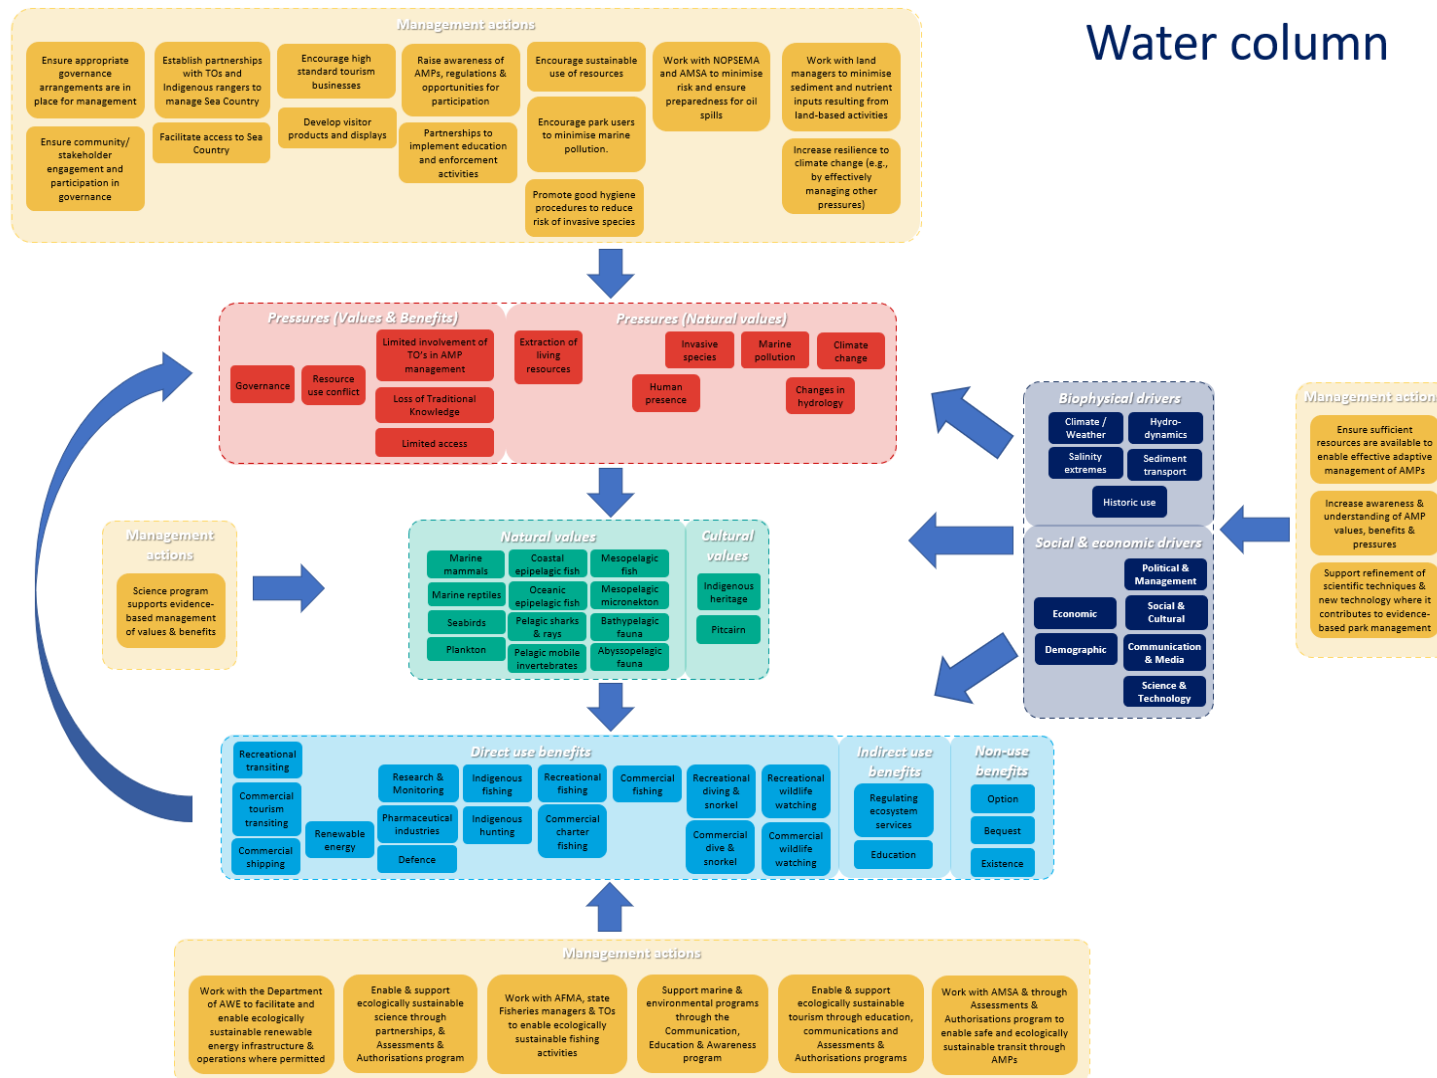 Water column
Management actions
Ensure appropriate
governance
arrangements are in
place for management
Establish partnerships
with TOs and
Indigenous rangers to
manage Sea Country
Encourage high
standard tourism
businesses
Raise awareness of
AMPs, regulations &
opportunities for
participation
Encourage sustainable
use of resources
Work with NOPSEMA
and AMSA to minimise
risk and ensure
preparedness for oil
spills
Work with land
managers to minimise
sediment and nutrient
inputs resulting from
land-based activities
Ensure community/
stakeholder
engagement and
participation in
governance
Facilitate access to Sea
Country
Develop visitor
products and displays
Partnerships to
implement education
and enforcement
activities
Encourage park users
to minimise marine
pollution.
Promote good hygiene
procedures to reduce
risk of invasive species
Increase resilience to
climate change (e.g.,
by effectively
managing other
pressures)
Pressures (Values & Benefits)
Governance
Resource
use conflict
Limited involvement of
TO's in AMP
management
Loss of Traditional
Knowledge
Limited access
Pressures (Natural values)
Extraction of
living
resources
Invasive
species
Marine
pollution
Climate
change
Human
presence
Changes in
hydrology
Biophysical drivers
Climate /
Weather
Hydro-
dynamics
Salinity
extremes
Sediment
transport
Historic use
Social & economic drivers
Political &
Management
Economic
Social &
Cultural
Demographic
Communication
& Media
Science &
Technology
Management action
Ensure sufficient
resources are available to
enable effective adaptive
management of AMPs
Increase awareness &
understanding of AMP
values, benefits &
pressures
Support refinement of
scientific techniques &
new technology where it
contributes to evidence-
based park management
Management
actions
Science program
supports evidence-
based management
of values & benefits
Natural values
Marine
mammals
Coastal
epipelagic fish
Mesopelagic
fish
Marine reptiles
Oceanic
epipelagic fish
Mesopelagic
micronekton
Seabirds
Pelagic sharks
& rays
Bathypelagic
fauna
Plankton
Pelagic mobile
invertebrates
Abyssopelagic
fauna
Cultural
values
Indigenous
heritage
Pitcairn
Direct use benefits
Recreational
transiting
Commercial
tourism
transiting
Commercial
shipping
Renewable
energy
Research &
Monitoring
Pharmaceutical
industries
Defence
Indigenous
fishing
Indigenous
hunting
Recreational
fishing
Commercial
charter
fishing
Commercial
fishing
Recreational
diving &
snorkel
Commercial
dive &
snorkel
Recreational
wildlife
watching
Commercial
wildlife
watching
Indirect use
benefits
Regulating
ecosystem
services
Education
Non-use
benefits
Option
Bequest
Existence
Management actions
Work with the Department
of AWE to facilitate and
enable ecologically
sustainable renewable
energy infrastructure &
operations where permitted
Enable & support
ecologically sustainable
science through
partnerships, &
Assessments &
Authorisations program
Work with AFMA, state
Fisheries managers & TOs
to enable ecologically
sustainable fishing
activities
Support marine &
environmental programs
through the
Communication,
Education & Awareness
program
Enable & support
ecologically sustainable
tourism through education,
communications and
Assessments &
Authorisations programs
Work with AMSA & through
Assessments &
Authorisations program to
enable safe and ecologically
sustainable transit through
AMPs